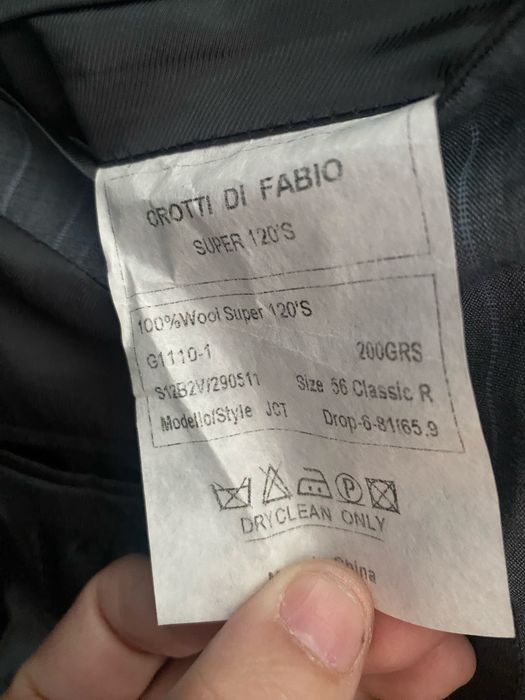 CROTTI DI FABIO
SUPER 120'S
100%Wool Super 120'S
G1110-1 200GRS
S12B2V/290511 Size 56 Classic R
Modello/Style JCT Drop-6-81/65.9
DRYCLEAN ONLY
China